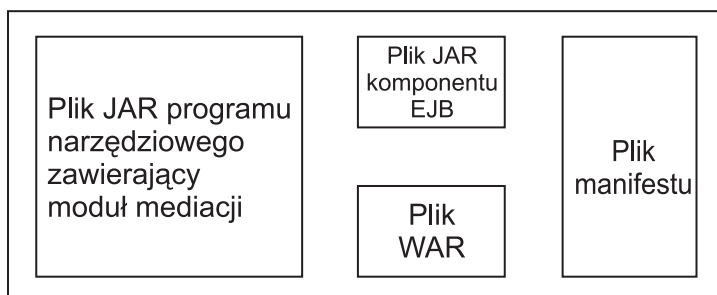 Plik JAR programu
narzędziowego
zawierający
moduł mediacji
Plik JAR
komponentu
EJB
Plik
WAR
Plik
manifestu